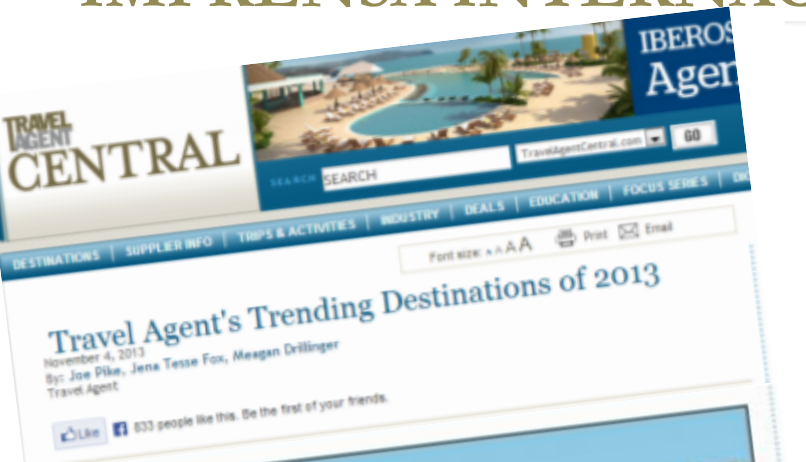 IMPRENSA INTERNAC
IBEROS
Agen
TRAVEL
AGENT
CENTRAL
SEARCH SEARCH TravelAgentCentral.com GO
DESTINATIONS | SUPPLIER INFO | TRIPS & ACTIVITIES | INDUSTRY | DEALS | EDUCATION | FOCUS SERIES |
Font size: A A A A Print Email
Travel Agent's Trending Destinations of 2013
November 4, 2013
By: Joe Pike, Jena Tesse Fox, Meagan Drillinger
Travel Agent
Like 833 people like this. Be the first of your friends.